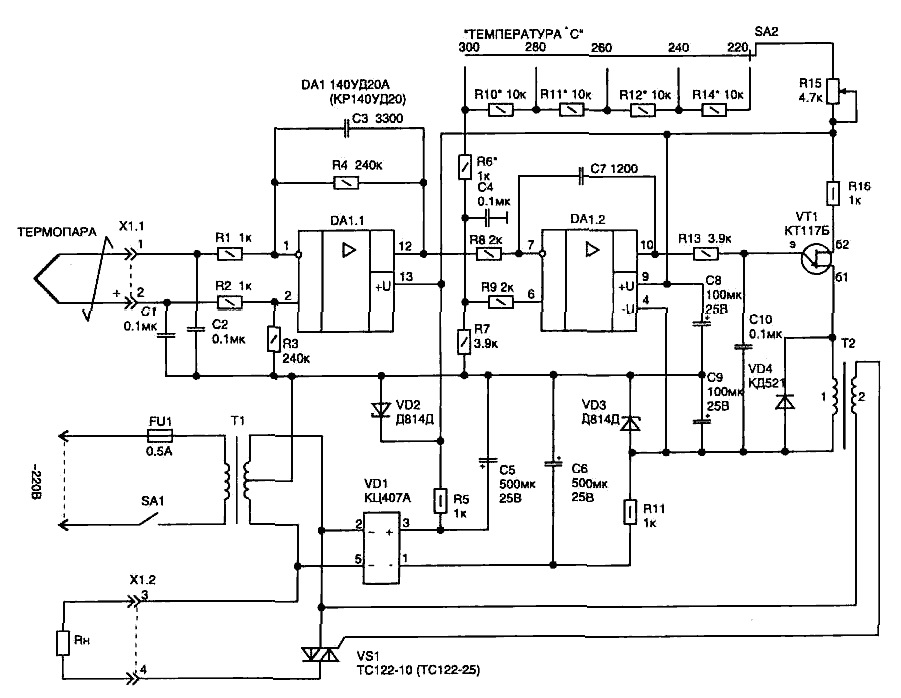 "ТЕМПЕРАТУРА °С"
300 280 260 240 220
SA2
R10* 10к R11* 10к R12* 10к R14* 10к
R15
4.7к
DA1 140УД20А
(КР140УД20)
C3 3300
R4 240к
R6*
1к
C4
0.1мк
C7 1200
R16
1к
ТЕРМОПАРА
X1.1
1
+ 2
R1 1к
R2 1к
R3
240к
C1
0.1мк
C2
0.1мк
DA1.1
1
2
12
13
+U
R8 2к
R9 2к
R7
3.9к
DA1.2
7
6
10
9
4
+U
-U
R13 3.9к
VT1
КТ117Б
э
б2
б1
C8
100мк
25В
C9
100мк
25В
C10
0.1мк
VD4
КД521
T2
1
2
VD2
Д814Д
VD3
Д814Д
C5
500мк
25В
C6
500мк
25В
R5
1к
R11
1к
~220В
FU1
0.5А
SA1
T1
VD1
КЦ407А
2
5
3
1
- +
- -
X1.2
3
4
Rн
VS1
ТС122-10 (ТС122-25)